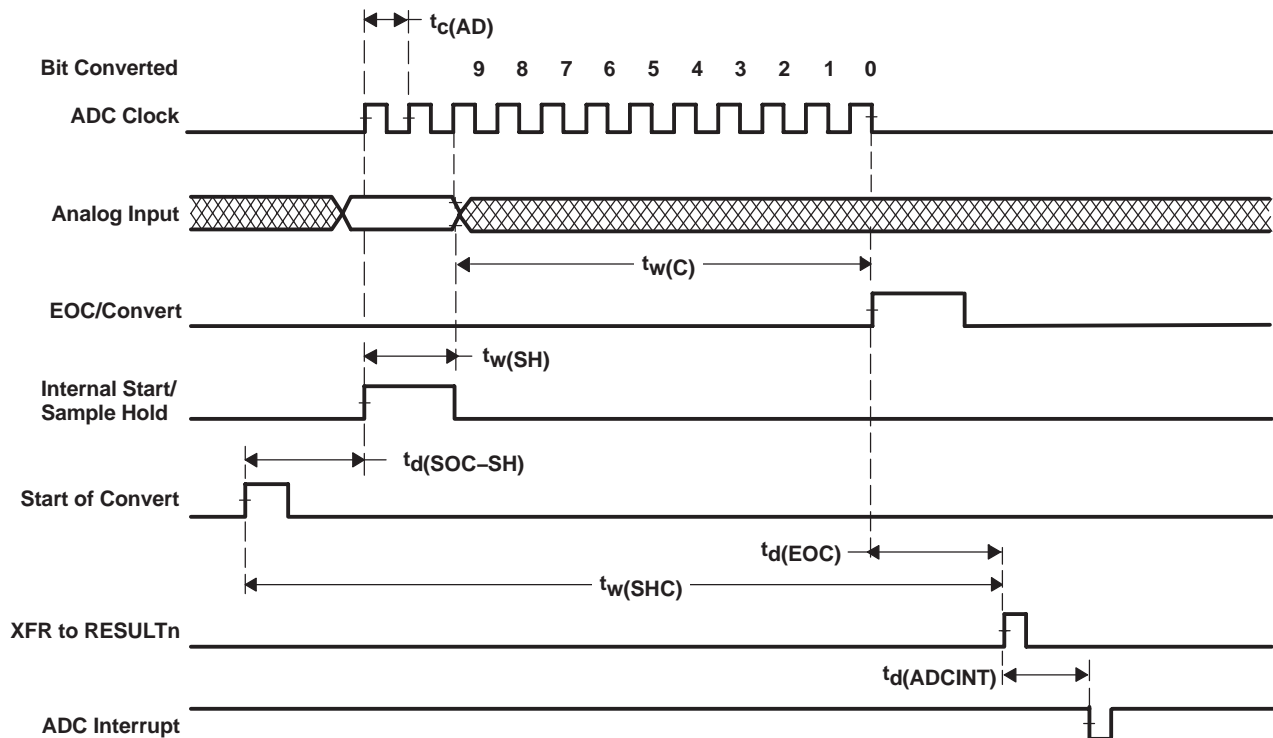 tc(AD)
Bit Converted 9 8 7 6 5 4 3 2 1 0
ADC Clock
Analog Input
tw(C)
EOC/Convert
tw(SH)
Internal Start/
Sample Hold
td(SOC–SH)
Start of Convert
td(EOC)
tw(SHC)
XFR to RESULTn
td(ADCINT)
ADC Interrupt